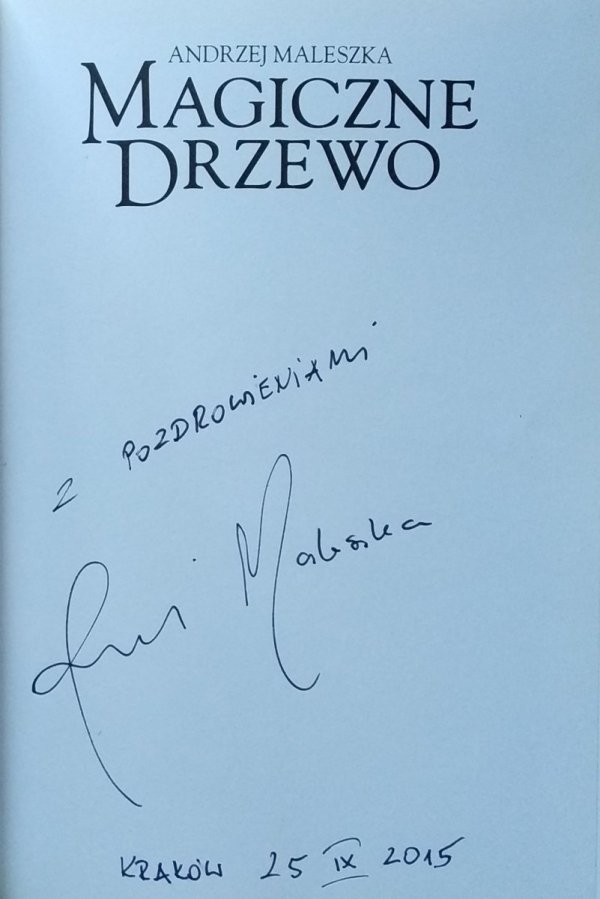 ANDRZEJ MALESZKA
MAGICZNE
DRZEWO
Z POZDROWIENIAMI
Maleszka
KRAKÓW 25 IX 2015